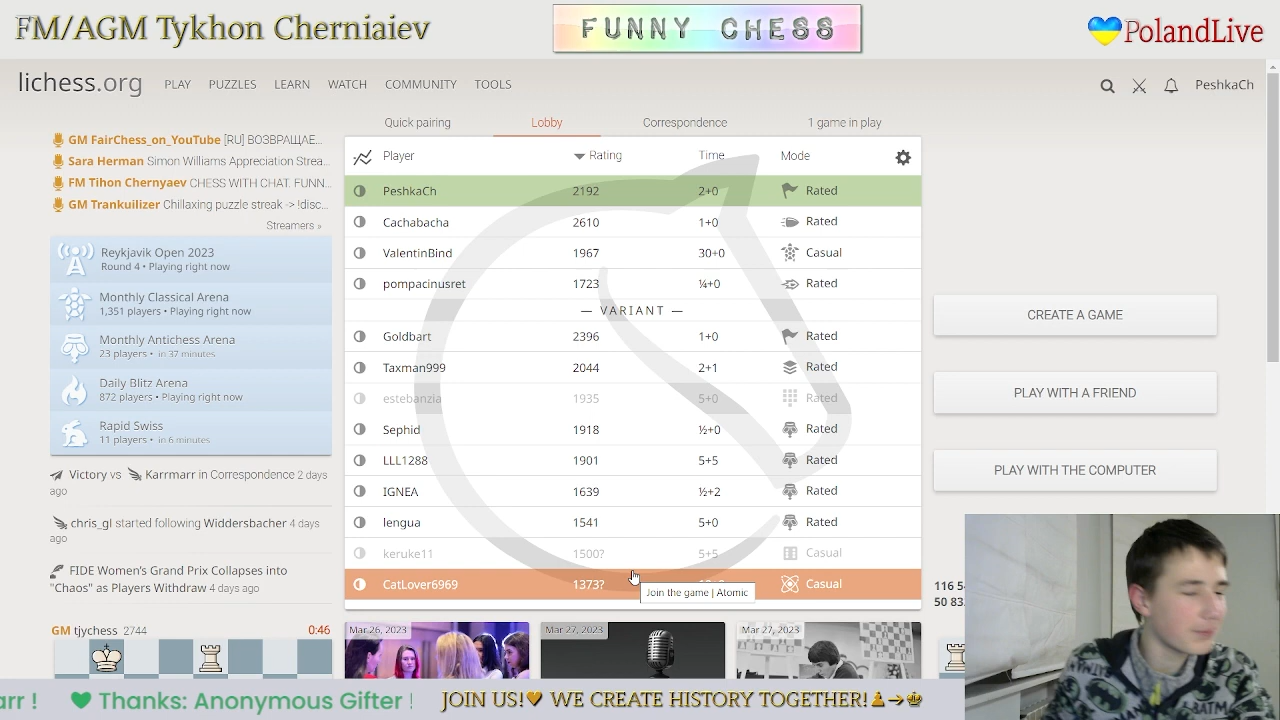 FM/AGM Tykhon Cherniaiev
FUNNY CHESS
PolandLive
lichess.org PLAY PUZZLES LEARN WATCH COMMUNITY TOOLS
PeshkaCh
GM FairChess_on_YouTube [RU] ВОЗВРАЩАЕ...
Sara Herman Simon Williams Appreciation Strea...
FM Tihon Chernyaev CHESS WITH CHAT. FUNN...
GM Trankuilizer Chillaxing puzzle streak -> !disc...
Streamers »
Reykjavik Open 2023
Round 4 • Playing right now
Monthly Classical Arena
1,351 players • Playing right now
Monthly Antichess Arena
23 players • in 37 minutes
Daily Blitz Arena
872 players • Playing right now
Rapid Swiss
11 players • in 6 minutes
Victory vs Karrmarr in Correspondence 2 days
ago
chris_gl started following Widdersbacher 4 days
ago
FIDE Women's Grand Prix Collapses into
"Chaos" as Players Withdraw 4 days ago
GM tjychess 2744 0:46
Quick pairing Lobby Correspondence 1 game in play
Player Rating Time Mode
PeshkaCh 2192 2+0 Rated
Cachabacha 2610 1+0 Rated
ValentinBind 1967 30+0 Casual
pompacinusret 1723 ¼+0 Rated
— VARIANT —
Goldbart 2396 1+0 Rated
Taxman999 2044 2+1 Rated
estebanzia 1935 5+0 Rated
Sephid 1918 ½+0 Rated
LLL1288 1901 5+5 Rated
IGNEA 1639 ½+2 Rated
lengua 1541 5+0 Rated
keruke11 1500? 5+5 Casual
CatLover6969 1373? Casual
Join the game | Atomic
Mar 26, 2023 Mar 27, 2023 Mar 27, 2023
CREATE A GAME
PLAY WITH A FRIEND
PLAY WITH THE COMPUTER
116 5
50 83
arr ! Thanks: Anonymous Gifter ! JOIN US! WE CREATE HISTORY TOGETHER!